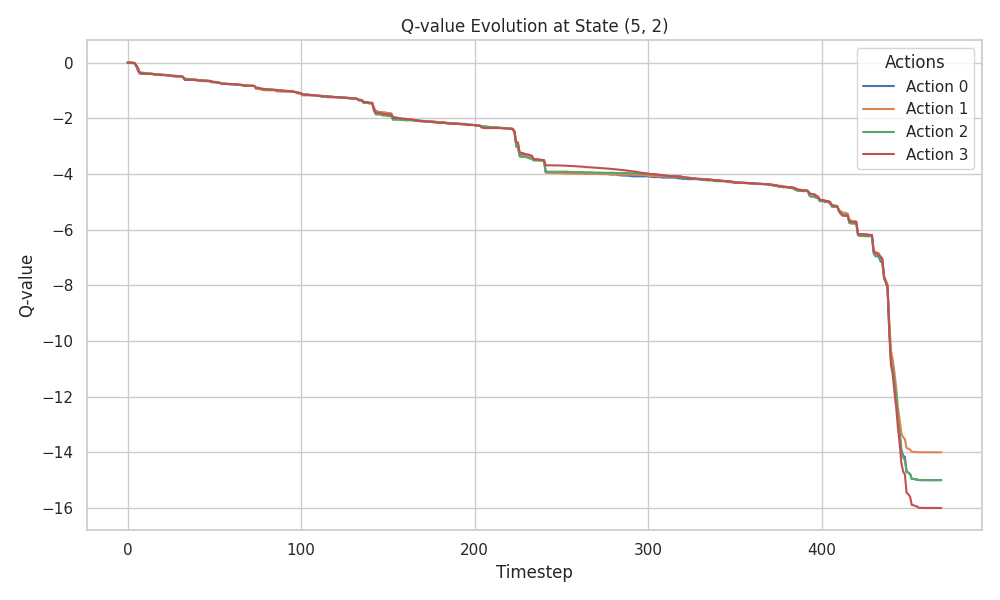 Q-value Evolution at State (5, 2)
Actions
Action 0
Action 1
Action 2
Action 3
Q-value
0
−2
−4
−6
−8
−10
−12
−14
−16
0 100 200 300 400
Timestep